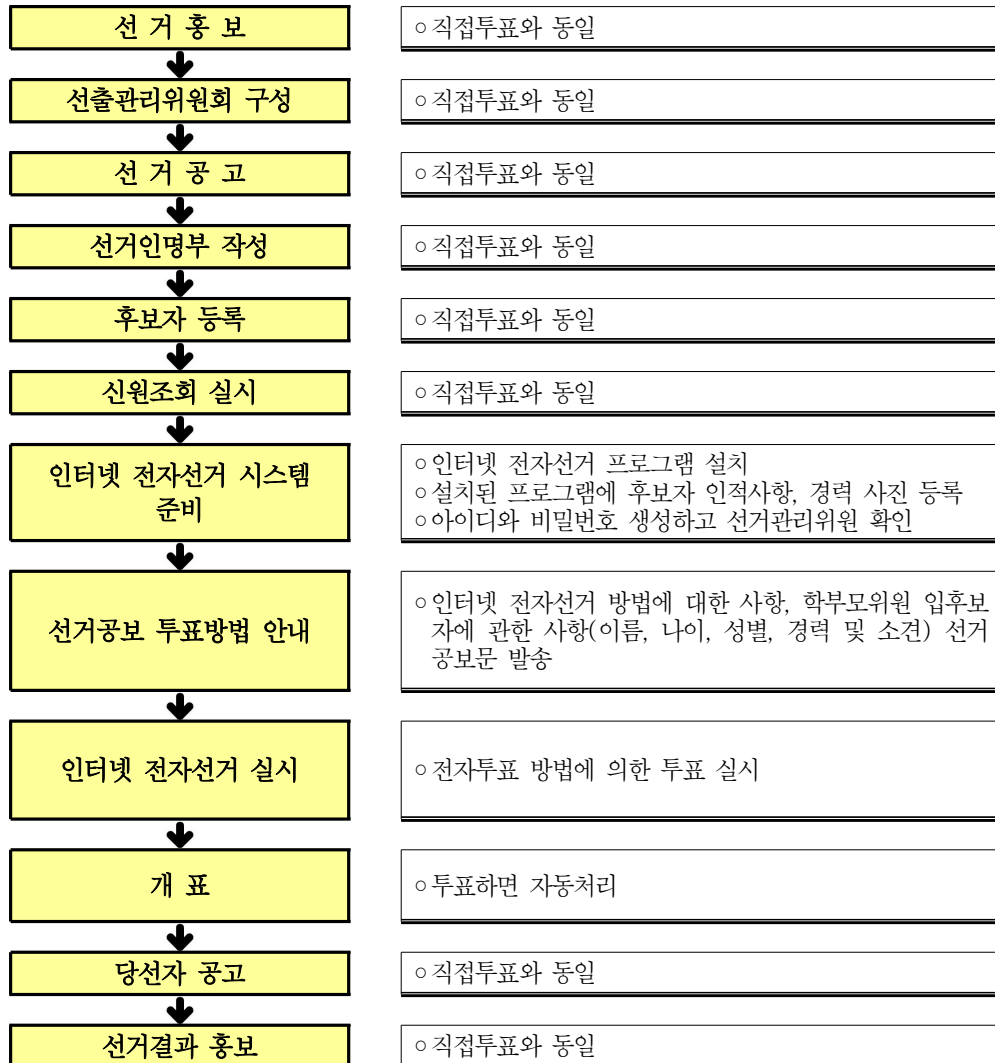 선 거 홍 보
○직접투표와 동일
선출관리위원회 구성
○직접투표와 동일
선 거 공 고
○직접투표와 동일
선거인명부 작성
○직접투표와 동일
후보자 등록
○직접투표와 동일
신원조회 실시
○직접투표와 동일
인터넷 전자선거 시스템
준비
○인터넷 전자선거 프로그램 설치
○설치된 프로그램에 후보자 인적사항, 경력 사진 등록
○아이디와 비밀번호 생성하고 선거관리위원 확인
선거공보 투표방법 안내
○인터넷 전자선거 방법에 대한 사항, 학부모위원 입후보
자에 관한 사항(이름, 나이, 성별, 경력 및 소견) 선거
공보문 발송
인터넷 전자선거 실시
○전자투표 방법에 의한 투표 실시
개 표
○투표하면 자동처리
당선자 공고
○직접투표와 동일
선거결과 홍보
○직접투표와 동일